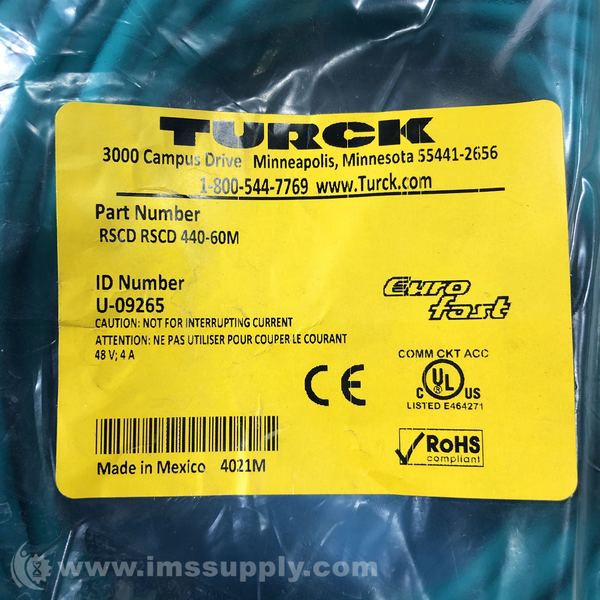 TURCK
3000 Campus Drive Minneapolis, Minnesota 55441-2656
1-800-544-7769 www.Turck.com
Part Number
RSCD RSCD 440-60M
ID Number
U-09265
CAUTION: NOT FOR INTERRUPTING CURRENT
ATTENTION: NE PAS UTILISER POUR COUPER LE COURANT
48 V; 4 A
Euro
fast
COMM CKT ACC
CE
C UL US
LISTED E464271
RoHS
compliant
Made in Mexico 4021M
www.imssupply.com